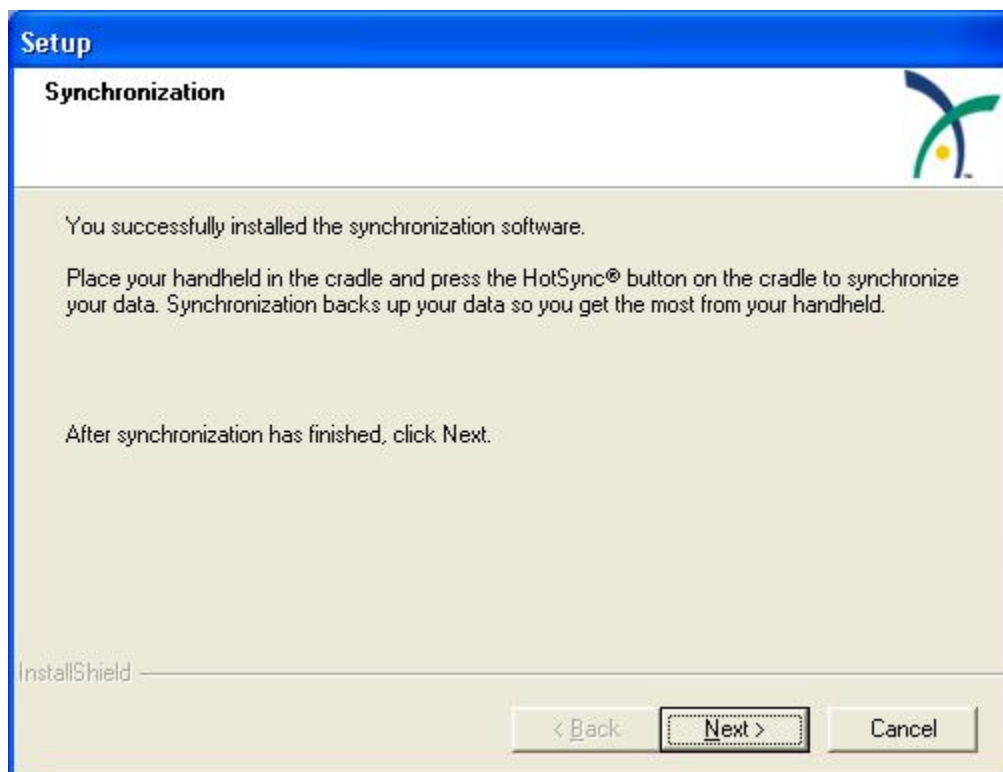 Setup
Synchronization
You successfully installed the synchronization software.
Place your handheld in the cradle and press the HotSync® button on the cradle to synchronize
your data. Synchronization backs up your data so you get the most from your handheld.
After synchronization has finished, click Next.
InstallShield
< Back Next > Cancel